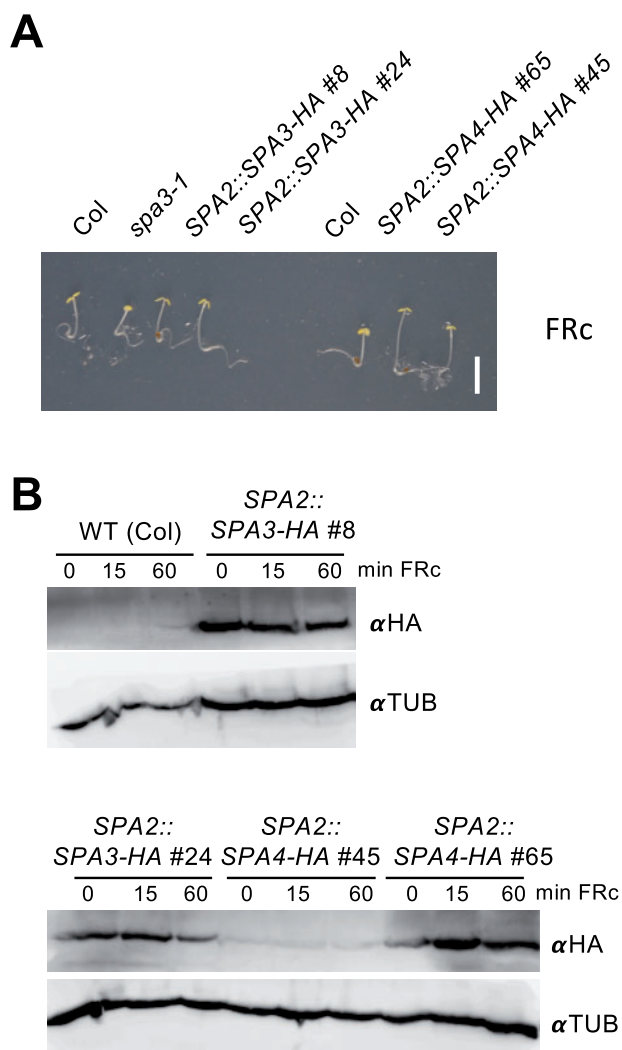 A
Col
spa3-1
SPA2::SPA3-HA #8
SPA2::SPA3-HA #24
Col
SPA2::SPA4-HA #65
SPA2::SPA4-HA #45
FRc
B
WT (Col)
SPA2::
SPA3-HA #8
0 15 60 0 15 60 min FRc
αHA
αTUB
SPA2:: SPA2:: SPA2::
SPA3-HA #24 SPA4-HA #45 SPA4-HA #65
0 15 60 0 15 60 0 15 60 min FRc
αHA
αTUB